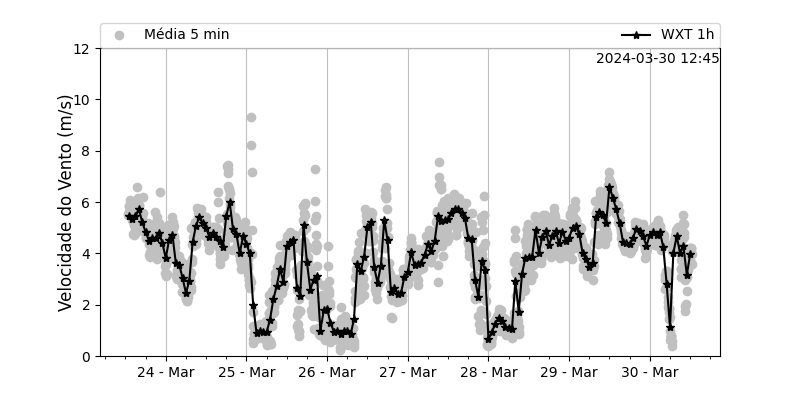 Média 5 min
WXT 1h
2024-03-30 12:45
Velocidade do Vento (m/s)
12
10
8
6
4
2
0
24 - Mar
25 - Mar
26 - Mar
27 - Mar
28 - Mar
29 - Mar
30 - Mar